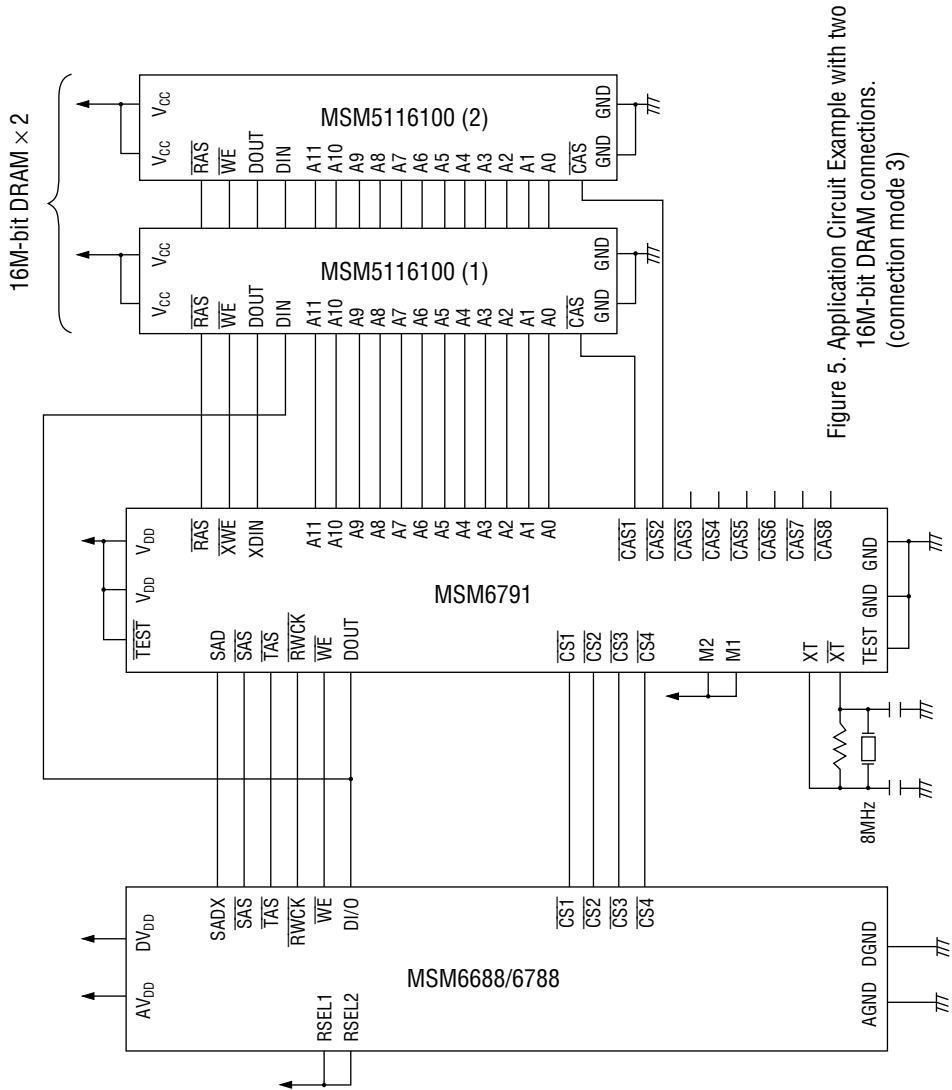 16M-bit DRAM × 2
VCC VCC
MSM5116100 (2)
RAS
WE
DOUT
DIN
A11
A10
A9
A8
A7
A6
A5
A4
A3
A2
A1
A0
CAS
GND GND
VCC VCC
MSM5116100 (1)
RAS
WE
DOUT
DIN
A11
A10
A9
A8
A7
A6
A5
A4
A3
A2
A1
A0
CAS
GND GND
TEST VDD VDD
MSM6791
RAS
XWE
XDIN
A11
A10
A9
A8
A7
A6
A5
A4
A3
A2
A1
A0
CAS1
CAS2
CAS3
CAS4
CAS5
CAS6
CAS7
CAS8
SAD
SAS
TAS
RWCK
WE
DOUT
CS1
CS2
CS3
CS4
M2
M1
XT
XT
TEST GND GND
8MHz
AVDD DVDD
MSM6688/6788
SADX
SAS
TAS
RWCK
WE
DI/O
CS1
CS2
CS3
CS4
RSEL1
RSEL2
AGND DGND
Figure 5. Application Circuit Example with two
16M-bit DRAM connections.
(connection mode 3)